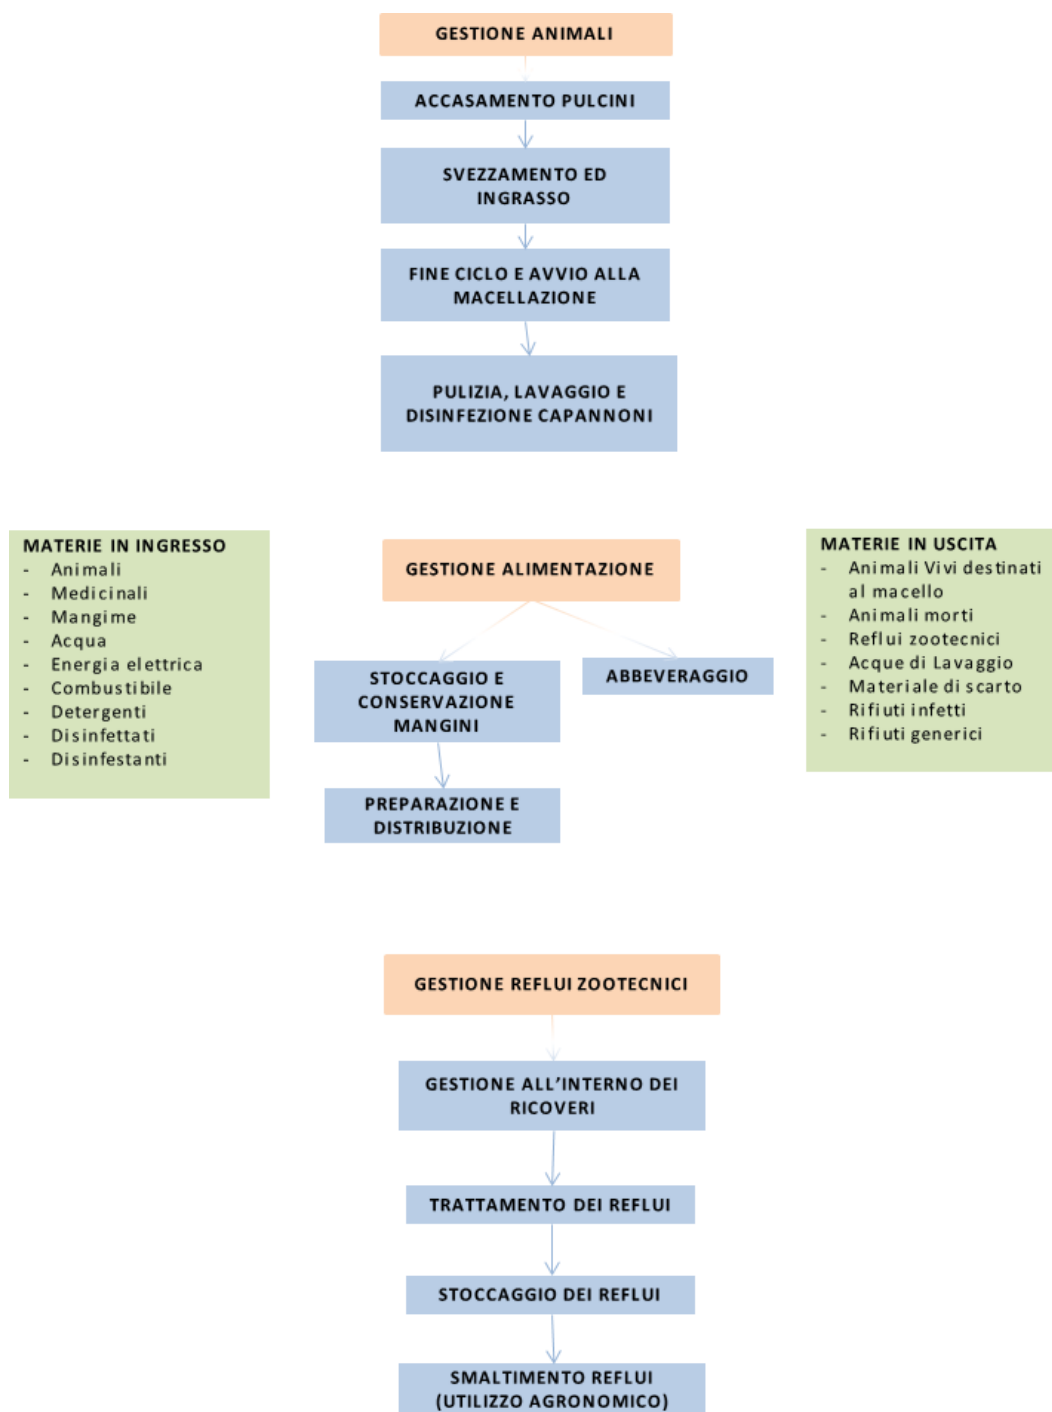 GESTIONE ANIMALI
ACCASAMENTO PULCINI
SVEZZAMENTO ED
INGRASSO
FINE CICLO E AVVIO ALLA
MACELLAZIONE
PULIZIA, LAVAGGIO E
DISINFEZIONE CAPANNONI
MATERIE IN INGRESSO
- Animali
- Medicinali
- Mangime
- Acqua
- Energia elettrica
- Combustibile
- Detergenti
- Disinfettati
- Disinfestanti
GESTIONE ALIMENTAZIONE
STOCCAGGIO E
CONSERVAZIONE
MANGINI
ABBEVERAGGIO
PREPARAZIONE E
DISTRIBUZIONE
MATERIE IN USCITA
- Animali Vivi destinati
al macello
- Animali morti
- Reflui zootecnici
- Acque di Lavaggio
- Materiale di scarto
- Rifiuti infetti
- Rifiuti generici
GESTIONE REFLUI ZOOTECNICI
GESTIONE ALL’INTERNO DEI
RICOVERI
TRATTAMENTO DEI REFLUI
STOCCAGGIO DEI REFLUI
SMALTIMENTO REFLUI
(UTILIZZO AGRONOMICO)